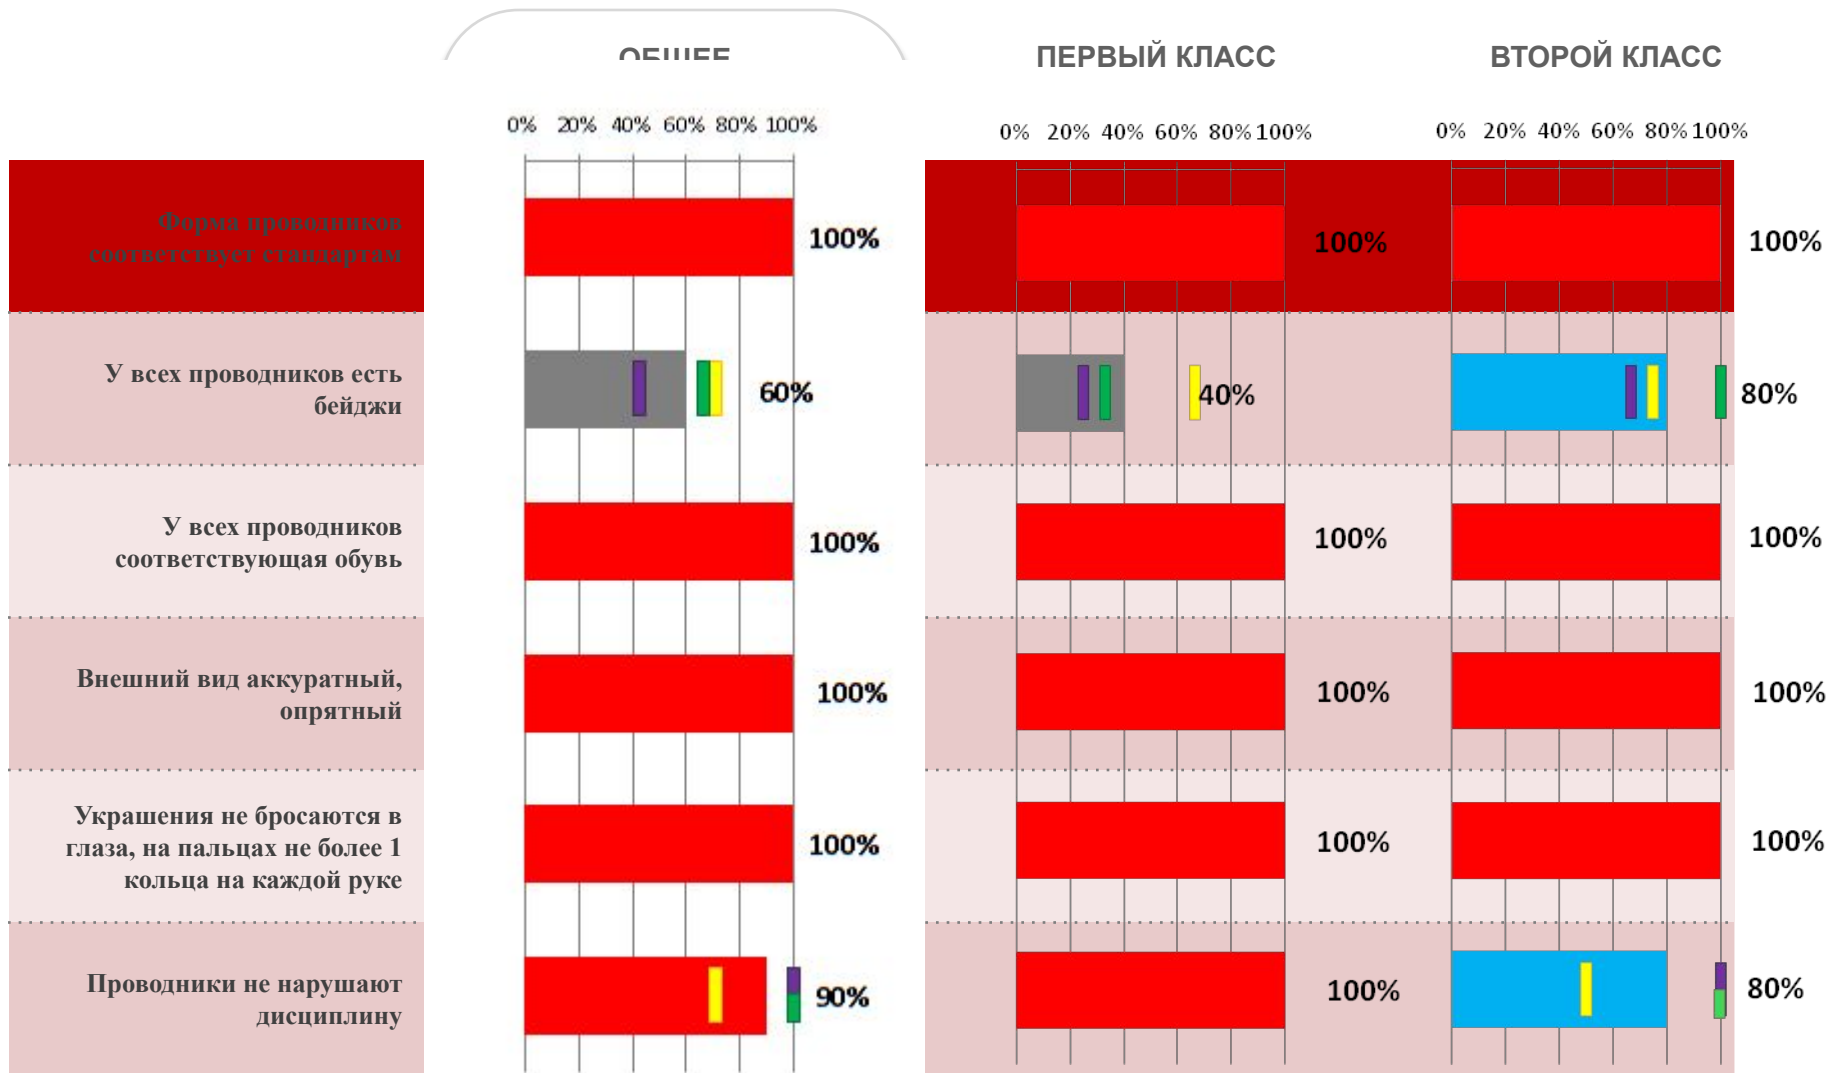 ОБЩЕЕ
ПЕРВЫЙ КЛАСС
ВТОРОЙ КЛАСС
0% 20% 40% 60% 80% 100%
0% 20% 40% 60% 80% 100%
0% 20% 40% 60% 80% 100%
Форма проводников
соответствует стандартам
100%
100%
100%
У всех проводников есть
бейджи
60%
40%
80%
У всех проводников
соответствующая обувь
100%
100%
100%
Внешний вид аккуратный,
опрятный
100%
100%
100%
Украшения не бросаются в
глаза, на пальцах не более 1
кольца на каждой руке
100%
100%
100%
Проводники не нарушают
дисциплину
90%
100%
80%